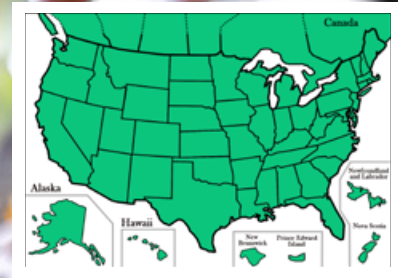 Canada
Alaska
Hawaii
New
Brunswick
Prince Edward
Island
Newfoundland
and Labrador
Nova Scotia